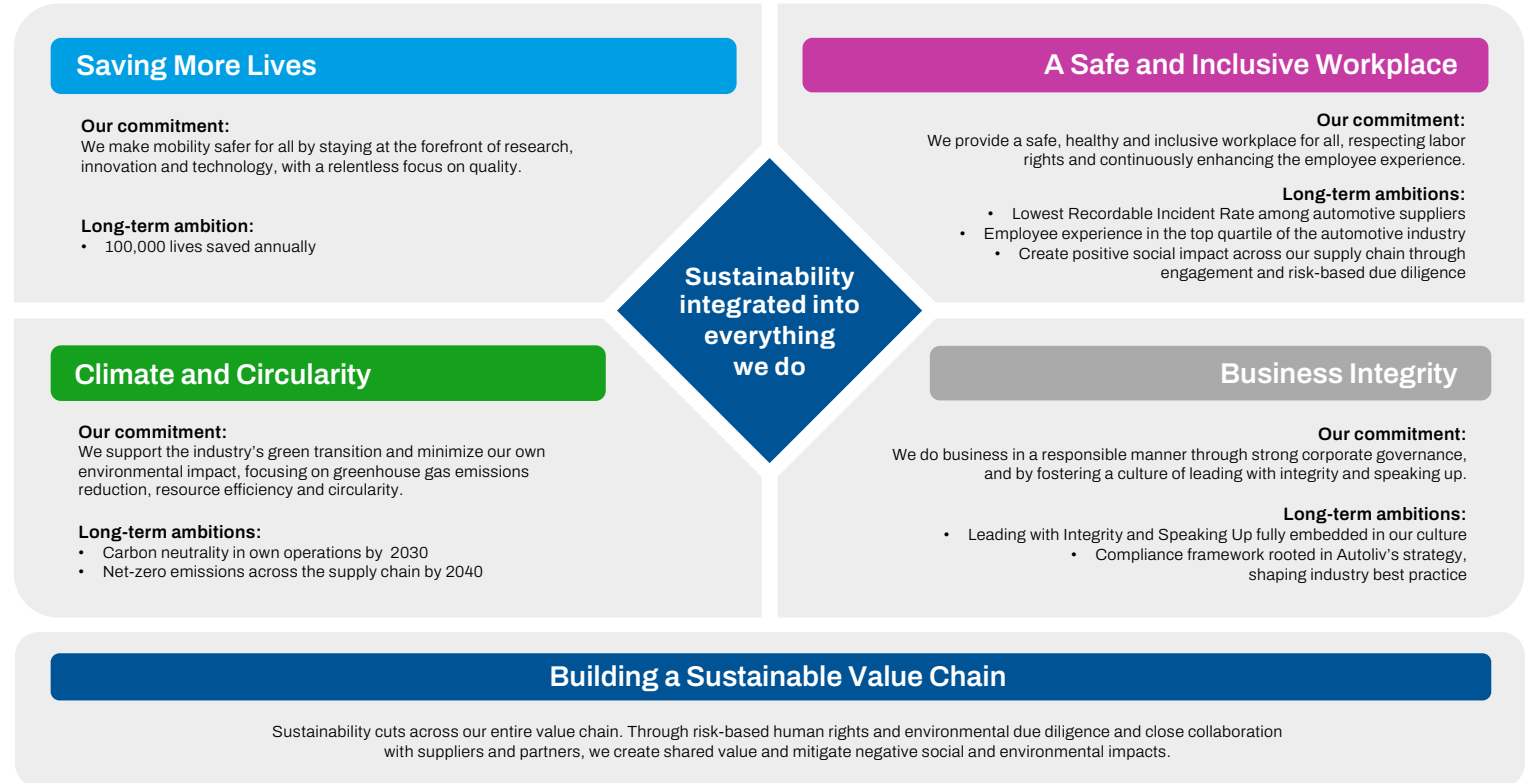 Saving More Lives
Our commitment:
We make mobility safer for all by staying at the forefront of research,
innovation and technology, with a relentless focus on quality.
Long-term ambition:
• 100,000 lives saved annually
A Safe and Inclusive Workplace
Our commitment:
We provide a safe, healthy and inclusive workplace for all, respecting labor
rights and continuously enhancing the employee experience.
Long-term ambitions:
• Lowest Recordable Incident Rate among automotive suppliers
• Employee experience in the top quartile of the automotive industry
• Create positive social impact across our supply chain through
engagement and risk-based due diligence
Sustainability
integrated into
everything
we do
Climate and Circularity
Our commitment:
We support the industry’s green transition and minimize our own
environmental impact, focusing on greenhouse gas emissions
reduction, resource efficiency and circularity.
Long-term ambitions:
• Carbon neutrality in own operations by 2030
• Net-zero emissions across the supply chain by 2040
Business Integrity
Our commitment:
We do business in a responsible manner through strong corporate governance,
and by fostering a culture of leading with integrity and speaking up.
Long-term ambitions:
• Leading with Integrity and Speaking Up fully embedded in our culture
• Compliance framework rooted in Autoliv’s strategy,
shaping industry best practice
Building a Sustainable Value Chain
Sustainability cuts across our entire value chain. Through risk-based human rights and environmental due diligence and close collaboration
with suppliers and partners, we create shared value and mitigate negative social and environmental impacts.